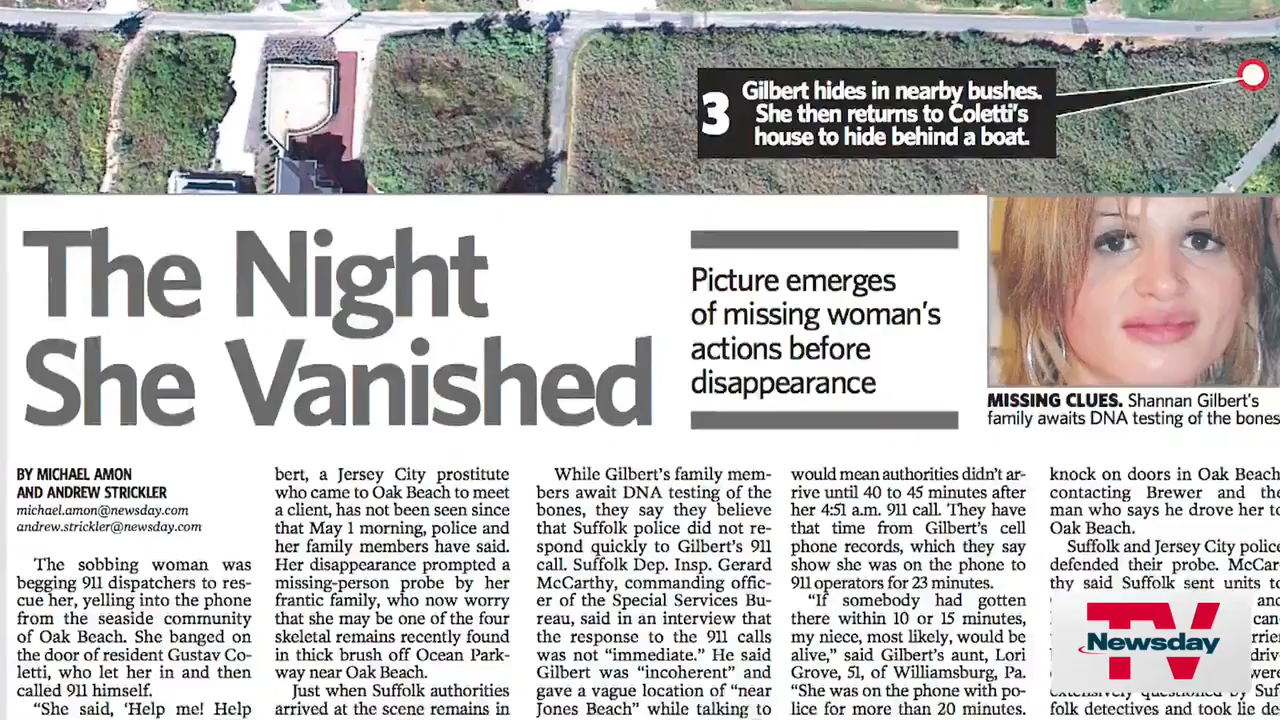 3 Gilbert hides in nearby bushes.
She then returns to Coletti's
house to hide behind a boat.
The Night
She Vanished
Picture emerges
of missing woman's
actions before
disappearance
MISSING CLUES. Shannan Gilbert's
family awaits DNA testing of the bones
BY MICHAEL AMON
AND ANDREW STRICKLER
michael.amon@newsday.com
andrew.strickler@newsday.com
The sobbing woman was
begging 911 dispatchers to res-
cue her, yelling into the phone
from the seaside community
of Oak Beach. She banged on
the door of resident Gustav Co-
letti, who let her in and then
called 911 himself.
"She said, 'Help me! Help
bert, a Jersey City prostitute
who came to Oak Beach to meet
a client, has not been seen since
that May 1 morning, police and
her family members have said.
Her disappearance prompted a
missing-person probe by her
frantic family, who now worry
that she may be one of the four
skeletal remains recently found
in thick brush off Ocean Park-
way near Oak Beach.
Just when Suffolk authorities
arrived at the scene remains in
While Gilbert's family mem-
bers await DNA testing of the
bones, they say they believe
that Suffolk police did not re-
spond quickly to Gilbert's 911
call. Suffolk Dep. Insp. Gerard
McCarthy, commanding offic-
er of the Special Services Bu-
reau, said in an interview that
the response to the 911 calls
was not "immediate." He said
Gilbert was "incoherent" and
gave a vague location of "near
Jones Beach" while talking to
would mean authorities didn't ar-
rive until 40 to 45 minutes after
her 4:51 a.m. 911 call. They have
that time from Gilbert's cell
phone records, which they say
show she was on the phone to
911 operators for 23 minutes.
"If somebody had gotten
there within 10 or 15 minutes,
my niece, most likely, would be
alive," said Gilbert's aunt, Lori
Grove, 51, of Williamsburg, Pa.
"She was on the phone with po-
lice for more than 20 minutes.
knock on doors in Oak Beach
contacting Brewer and the
man who says he drove her to
Oak Beach.
Suffolk and Jersey City police
defended their probe. McCar
thy said Suffolk sent units to
and
can
driv
were
extensively questioned by Suf
folk detectives and took lie de
TV
Newsday